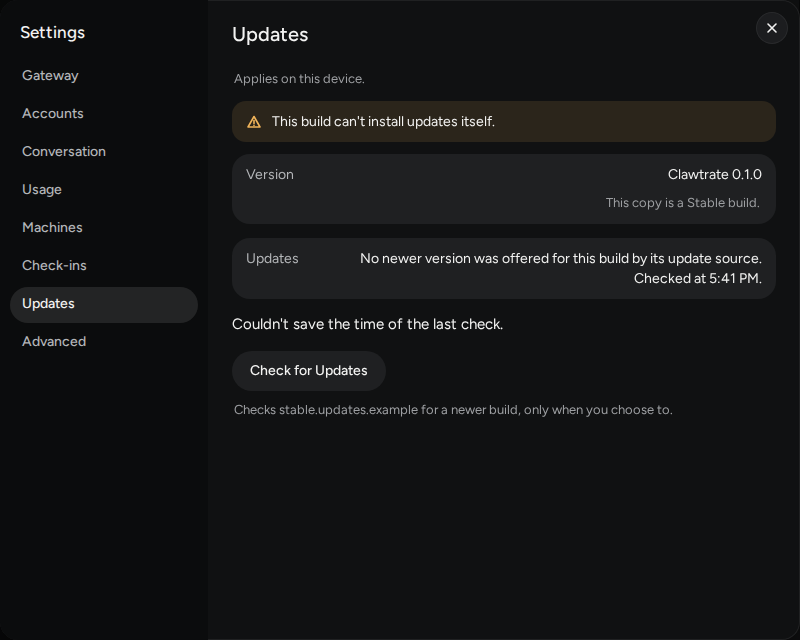 Settings
Gateway
Accounts
Conversation
Usage
Machines
Check-ins
Updates
Advanced
Updates
Applies on this device.
This build can't install updates itself.
Version
Clawtrate 0.1.0
This copy is a Stable build.
Updates
No newer version was offered for this build by its update source.
Checked at 5:41 PM.
Couldn't save the time of the last check.
Check for Updates
Checks stable.updates.example for a newer build, only when you choose to.